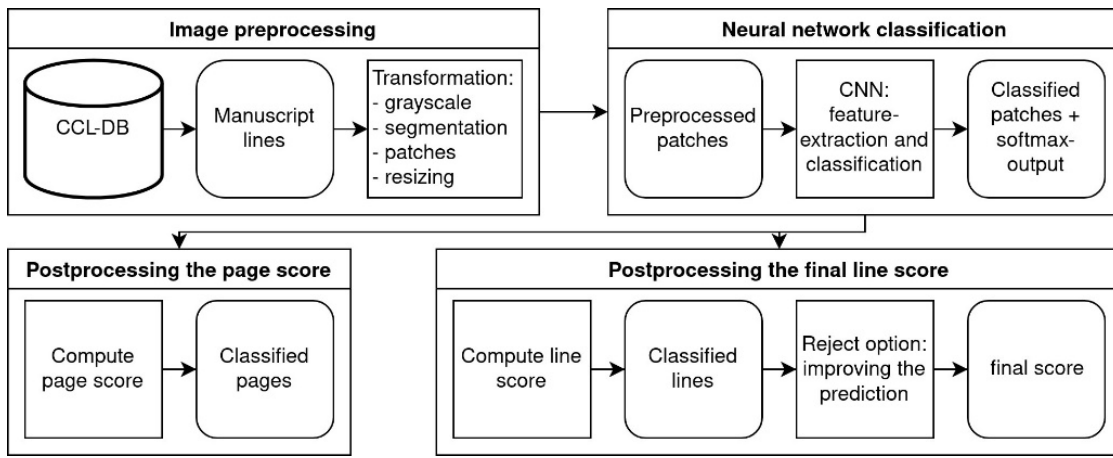 Image preprocessing
CCL-DB
Manuscript
lines
Transformation:
- grayscale
- segmentation
- patches
- resizing
Neural network classification
Preprocessed
patches
CNN:
feature-
extraction and
classification
Classified
patches +
softmax-
output
Postprocessing the page score
Compute
page score
Classified
pages
Postprocessing the final line score
Compute line
score
Classified
lines
Reject option:
improving the
prediction
final score